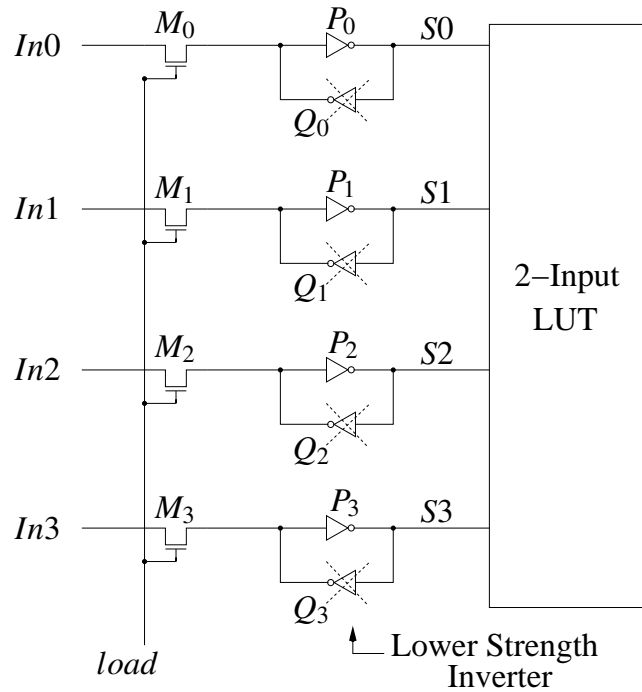 In0
M0
P0
S0
Q0
In1
M1
P1
S1
Q1
2−Input
LUT
In2
M2
P2
S2
Q2
In3
M3
P3
S3
Q3
load
Lower Strength
Inverter